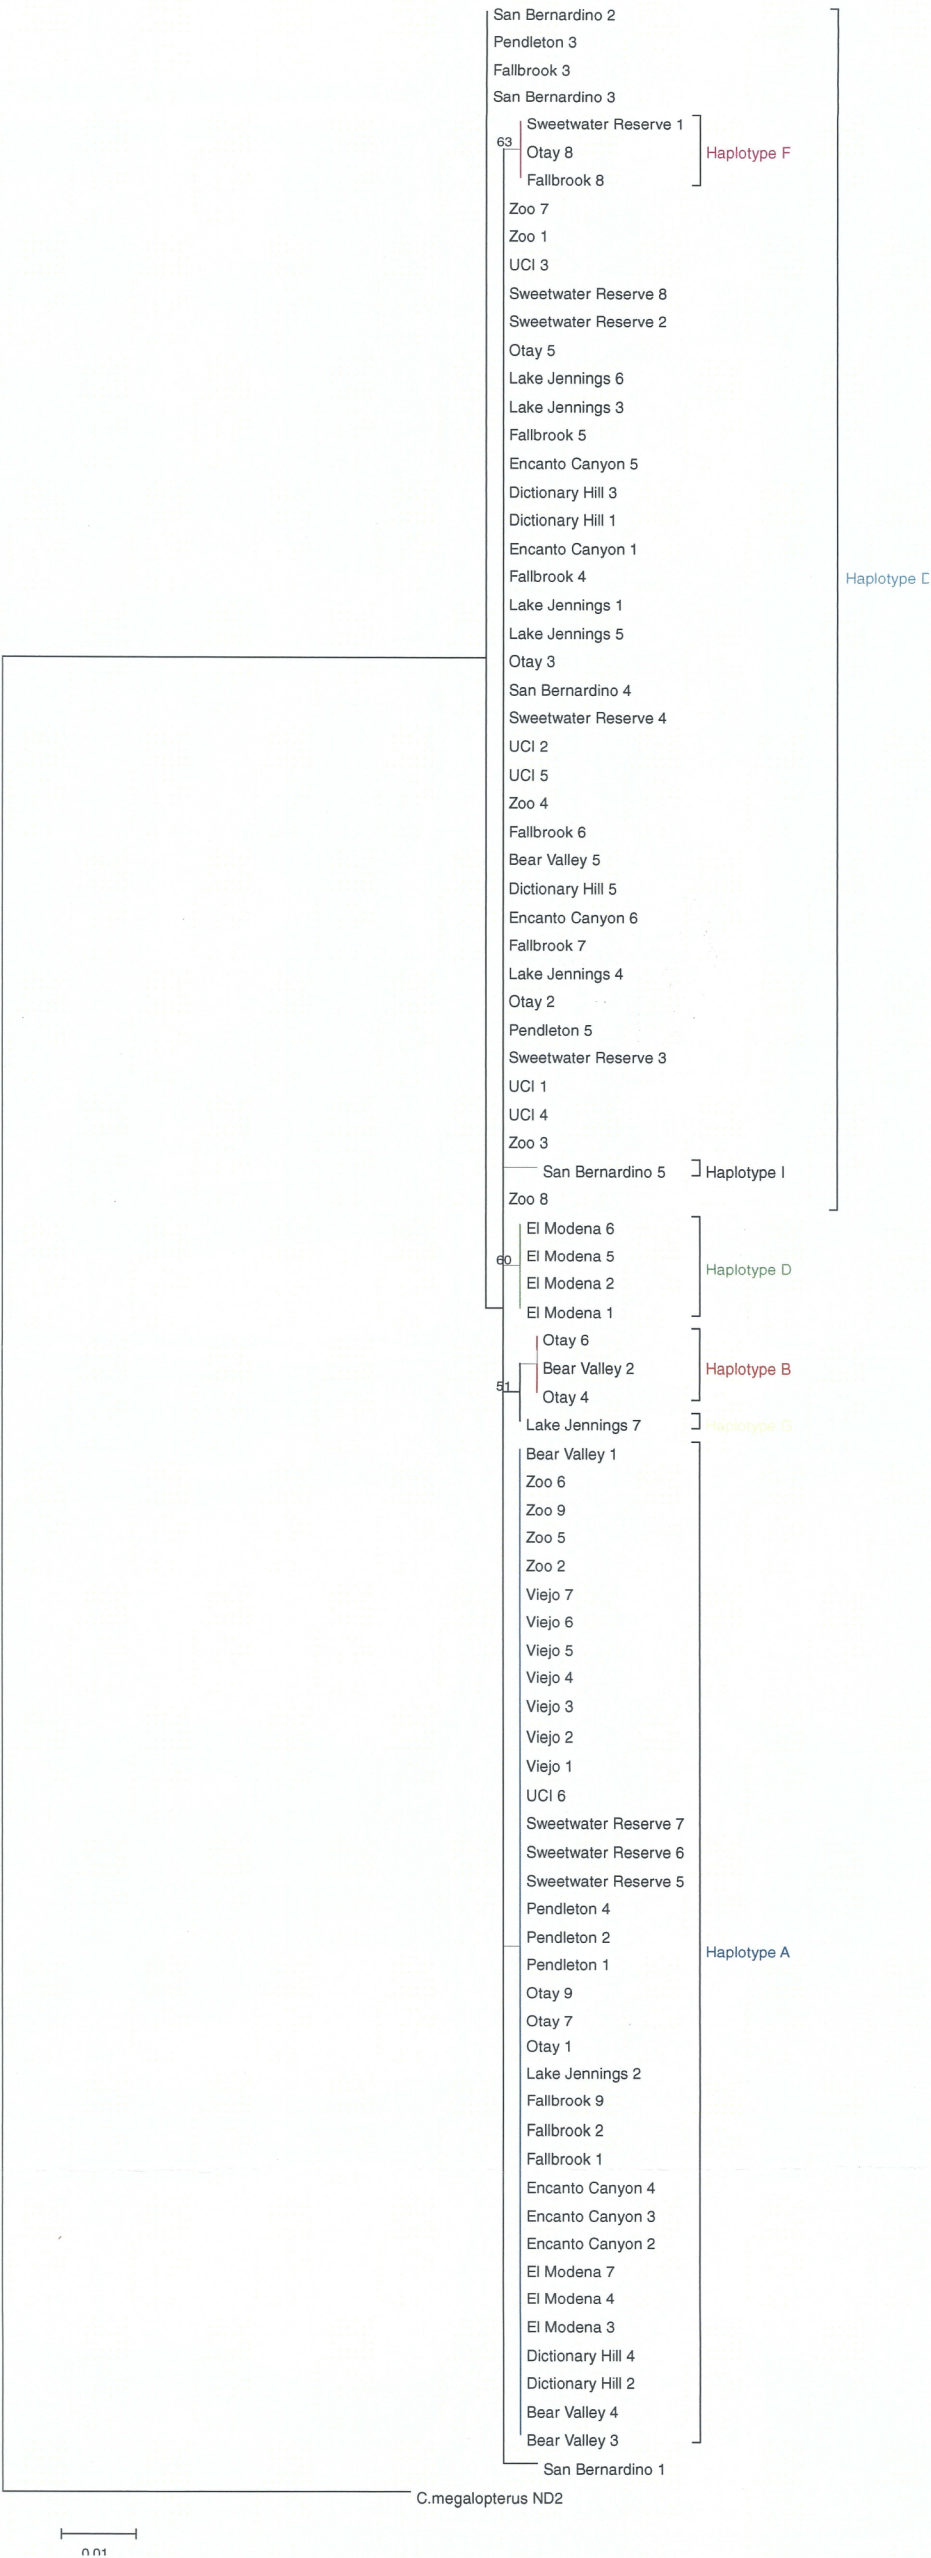 San Bernardino 2
Pendleton 3
Fallbrook 3
San Bernardino 3
Sweetwater Reserve 1
63
Otay 8
Haplotype F
Fallbrook 8
Zoo 7
Zoo 1
UCI 3
Sweetwater Reserve 8
Sweetwater Reserve 2
Otay 5
Lake Jennings 6
Lake Jennings 3
Fallbrook 5
Encanto Canyon 5
Dictionary Hill 3
Dictionary Hill 1
Encanto Canyon 1
Fallbrook 4
Haplotype
Lake Jennings 1
Lake Jennings 5
Otay 3
San Bernardino 4
Sweetwater Reserve 4
UCI 2
UCI 5
Zoo 4
Fallbrook 6
Bear Valley 5
Dictionary Hill 5
Encanto Canyon 6
Fallbrook 7
Lake Jennings 4
Otay 2
Pendleton 5
Sweetwater Reserve 3
UCI 1
UCI 4
Zoo 3
San Bernardino 5
Haplotype I
Zoo 8
El Modena 6
60
El Modena 5
Haplotype D
El Modena 2
El Modena 1
Otay 6
Bear Valley 2
Haplotype B
51
Otay 4
Lake Jennings 7
Haplotype G
Bear Valley 1
Zoo 6
Zoo 9
Zoo 5
Zoo 2
Viejo 7
Viejo 6
Viejo 5
Viejo 4
Viejo 3
Viejo 2
Viejo 1
UCI 6
Sweetwater Reserve 7
Sweetwater Reserve 6
Sweetwater Reserve 5
Pendleton 4
Pendleton 2
Haplotype A
Pendleton 1
Otay 9
Otay 7
Otay 1
Lake Jennings 2
Fallbrook 9
Fallbrook 2
Fallbrook 1
Encanto Canyon 4
Encanto Canyon 3
Encanto Canyon 2
El Modena 7
El Modena 4
El Modena 3
Dictionary Hill 4
Dictionary Hill 2
Bear Valley 4
Bear Valley 3
San Bernardino 1
C.megalopterus ND2
0.01